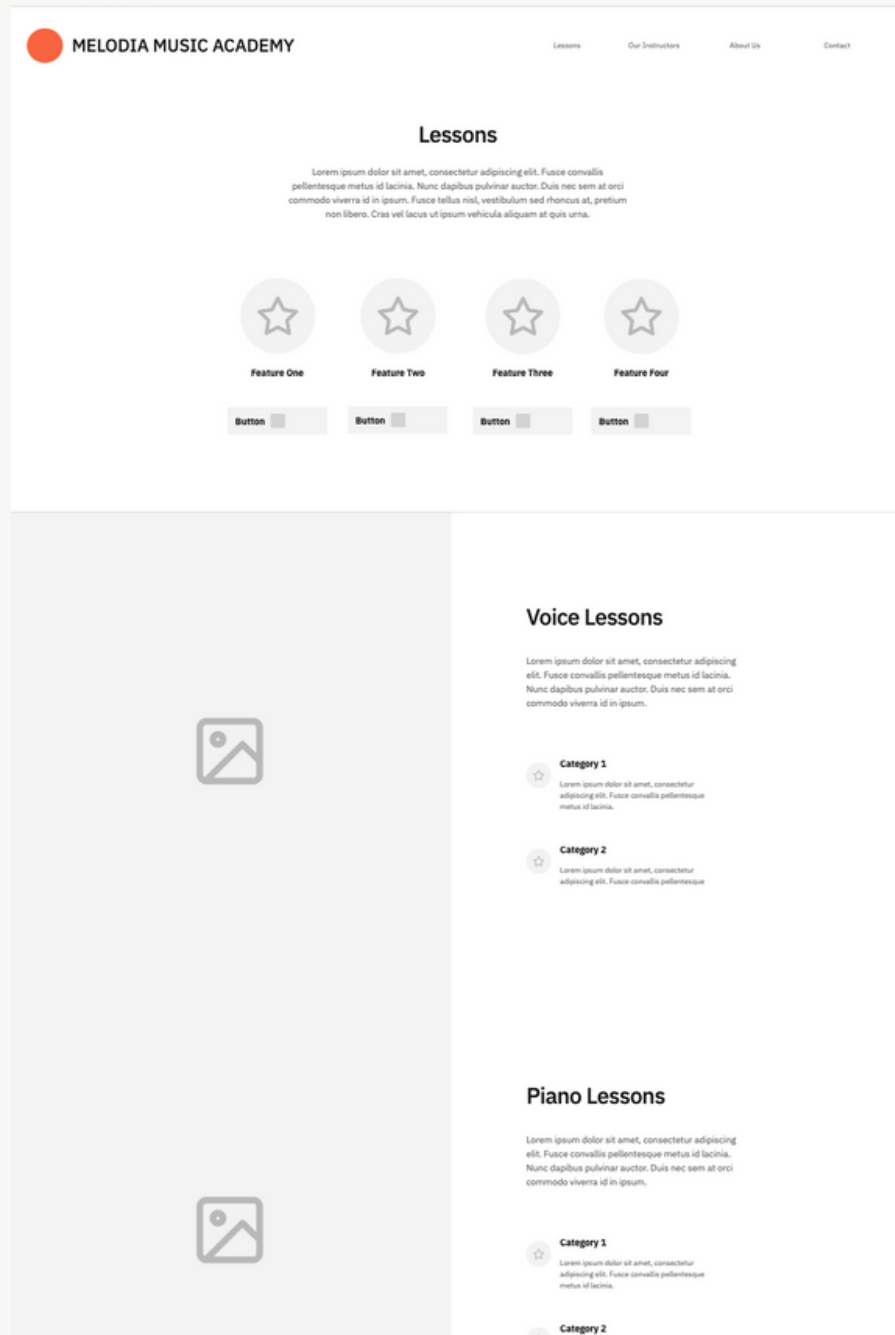 MELODIA MUSIC ACADEMY
Lessons
Our Instructors
About Us
Contact
Lessons
Lorem ipsum dolor sit amet, consectetur adipiscing elit. Fusce convallis
pellentesque metus id lacinia. Nunc dapibus pulvinar auctor. Duis nec sem at orci
commodo viverra id in ipsum. Fusce tellus nisl, vestibulum sed rhoncus at, pretium
non libero. Cras vel lacus ut ipsum vehicula aliquam at quis urna.
Feature One
Feature Two
Feature Three
Feature Four
Button
Button
Button
Button
Voice Lessons
Lorem ipsum dolor sit amet, consectetur adipiscing
elit. Fusce convallis pellentesque metus id lacinia.
Nunc dapibus pulvinar auctor. Duis nec sem at orci
commodo viverra id in ipsum.
Category 1
Lorem ipsum dolor sit amet, consectetur
adipiscing elit. Fusce convallis pellentesque
metus id lacinia.
Category 2
Lorem ipsum dolor sit amet, consectetur
adipiscing elit. Fusce convallis pellentesque
Piano Lessons
Lorem ipsum dolor sit amet, consectetur adipiscing
elit. Fusce convallis pellentesque metus id lacinia.
Nunc dapibus pulvinar auctor. Duis nec sem at orci
commodo viverra id in ipsum.
Category 1
Lorem ipsum dolor sit amet, consectetur
adipiscing elit. Fusce convallis pellentesque
metus id lacinia.
Category 2